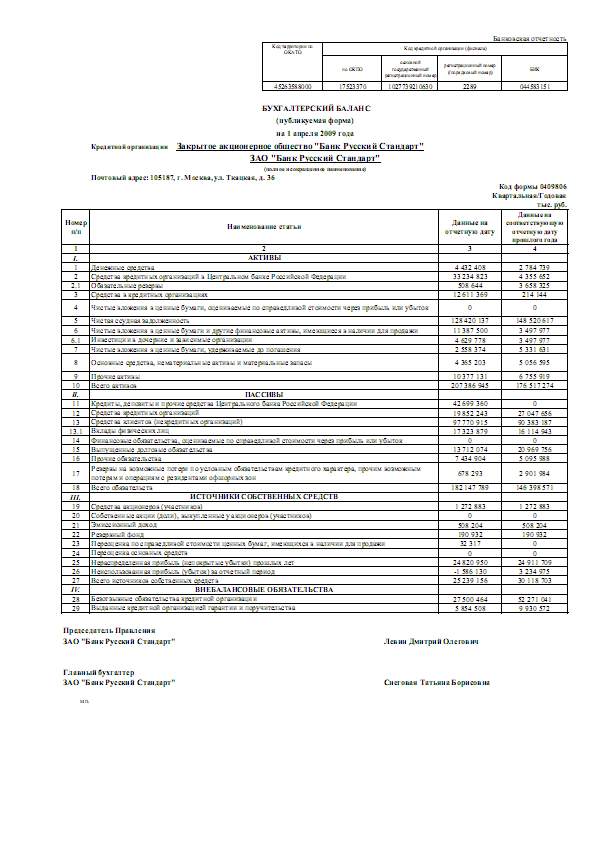 Банковская отчетность
Код территории по ОКАТО Код кредитной организации (филиала)
по ОКПО основной государственный регистрационный номер регистрационный номер (/порядковый номер) БИК
45263588000 17523370 1027739210630 2289 044583151
БУХГАЛТЕРСКИЙ БАЛАНС
(публикуемая форма)
на 1 апреля 2009 года
Кредитной организации Закрытое акционерное общество "Банк Русский Стандарт"
ЗАО "Банк Русский Стандарт"
(полное и сокращенное наименование)
Почтовый адрес: 105187, г. Москва, ул. Ткацкая, д. 36
Код формы 0409806
Квартальная/Годовая
тыс. руб.
Номер п/п Наименование статьи Данные на отчетную дату Данные на соответствующую отчетную дату прошлого года
1 2 3 4
I. АКТИВЫ
1 Денежные средства 4 432 408 2 784 739
2 Средства кредитных организаций в Центральном банке Российской Федерации 33 234 823 4 355 652
2.1 Обязательные резервы 508 644 3 658 325
3 Средства в кредитных организациях 12 611 369 214 144
4 Чистые вложения в ценные бумаги, оцениваемые по справедливой стоимости через прибыль или убыток 0 0
5 Чистая ссудная задолженность 128 420 137 148 520 617
6 Чистые вложения в ценные бумаги и другие финансовые активы, имеющиеся в наличии для продажи 11 387 500 3 497 977
6.1 Инвестиции в дочерние и зависимые организации 4 629 778 3 497 977
7 Чистые вложения в ценные бумаги, удерживаемые до погашения 2 558 374 5 331 631
8 Основные средства, нематериальные активы и материальные запасы 4 365 203 5 056 595
9 Прочие активы 10 377 131 6 755 919
10 Всего активов 207 386 945 176 517 274
II. ПАССИВЫ
11 Кредиты, депозиты и прочие средства Центрального банка Российской Федерации 42 699 360 0
12 Средства кредитных организаций 19 852 243 27 047 656
13 Средства клиентов (некредитных организаций) 97 770 915 90 383 187
13.1 Вклады физических лиц 17 323 879 16 114 943
14 Финансовые обязательства, оцениваемые по справедливой стоимости через прибыль или убыток 0 0
15 Выпущенные долговые обязательства 13 712 074 20 969 756
16 Прочие обязательства 7 434 904 5 095 988
17 Резервы на возможные потери по условным обязательствам кредитного характера, прочим возможным
потерям и операциям с резидентами офшорных зон 678 293 2 901 984
18 Всего обязательств 182 147 789 146 398 571
III. ИСТОЧНИКИ СОБСТВЕННЫХ СРЕДСТВ
19 Средства акционеров (участников) 1 272 883 1 272 883
20 Собственные акции (доли), выкупленные у акционеров (участников) 0 0
21 Эмиссионный доход 508 204 508 204
22 Резервный фонд 190 932 190 932
23 Переоценка по справедливой стоимости ценных бумаг, имеющихся в наличии для продажи 32 317 0
24 Переоценка основных средств 0 0
25 Нераспределенная прибыль (непокрытые убытки) прошлых лет 24 820 950 24 911 709
26 Неиспользованная прибыль (убыток) за отчетный период -1 586 130 3 234 975
27 Всего источников собственных средств 25 239 156 30 118 703
IV. ВНЕБАЛАНСОВЫЕ ОБЯЗАТЕЛЬСТВА
28 Безотзывные обязательства кредитной организации 27 500 464 52 271 041
29 Выданные кредитной организацией гарантии и поручительства 5 854 508 9 930 572
Председатель Правления
ЗАО "Банк Русский Стандарт" Левин Дмитрий Олегович
Главный бухгалтер
ЗАО "Банк Русский Стандарт" Снеговая Татьяна Борисовна
М.П.